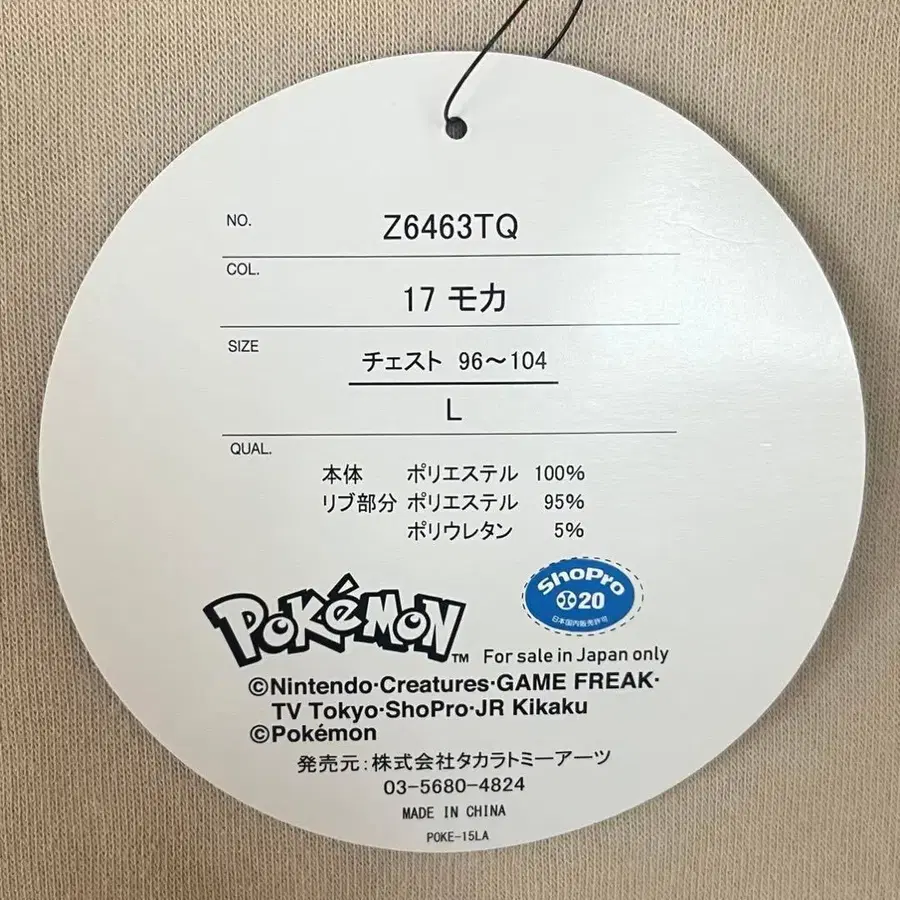 NO.
Z6463TQ
COL.
17 モカ
SIZE
チェスト 96～104
L
QUAL.
本体 ポリエステル 100%
リブ部分 ポリエステル 95%
ポリウレタン 5%
ShoPro
20
日本国内販売許可
POKéMON TM
For sale in Japan only
©Nintendo·Creatures·GAME FREAK·
TV Tokyo·ShoPro·JR Kikaku
©Pokémon
発売元:株式会社タカラトミーアーツ
03-5680-4824
MADE IN CHINA
POKE-15LA